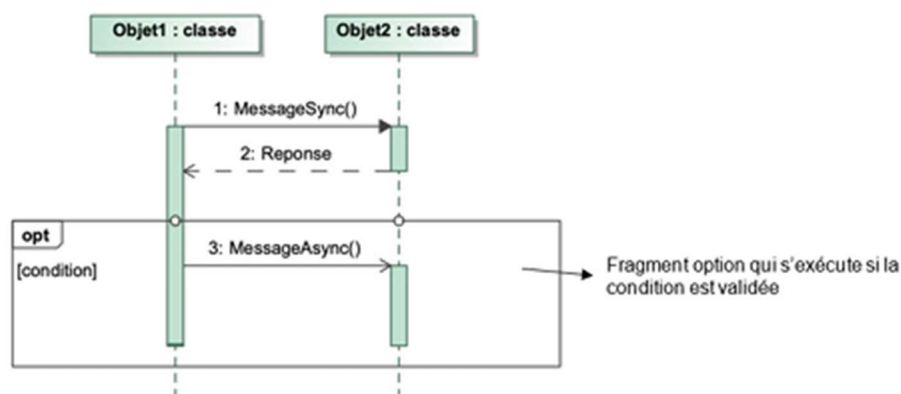 Objet1 : classe
Objet2 : classe
1: MessageSync()
2: Reponse
opt
3: MessageAsync()
[condition]
Fragment option qui s'exécute si la
condition est validée